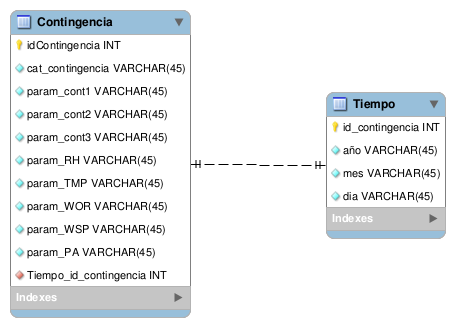 Contingencia
idContingencia INT
cat_contingencia VARCHAR(45)
param_cont1 VARCHAR(45)
param_cont2 VARCHAR(45)
param_cont3 VARCHAR(45)
param_RH VARCHAR(45)
param_TMP VARCHAR(45)
param_WOR VARCHAR(45)
param_WSP VARCHAR(45)
param_PA VARCHAR(45)
Tiempo_id_contingencia INT
Indexes
Tiempo
id_contingencia INT
año VARCHAR(45)
mes VARCHAR(45)
dia VARCHAR(45)
Indexes